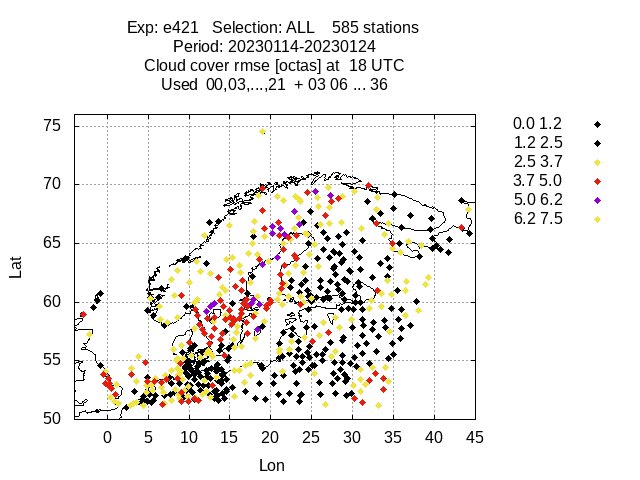 Exp: e421 Selection: ALL 585 stations
Period: 20230114-20230124
Cloud cover rmse [octas] at 18 UTC
Used 00,03,...,21 + 03 06 ... 36
0.0 1.2
1.2 2.5
2.5 3.7
3.7 5.0
5.0 6.2
6.2 7.5
75
70
65
60
55
50
Lat
0 5 10 15 20 25 30 35 40 45
Lon